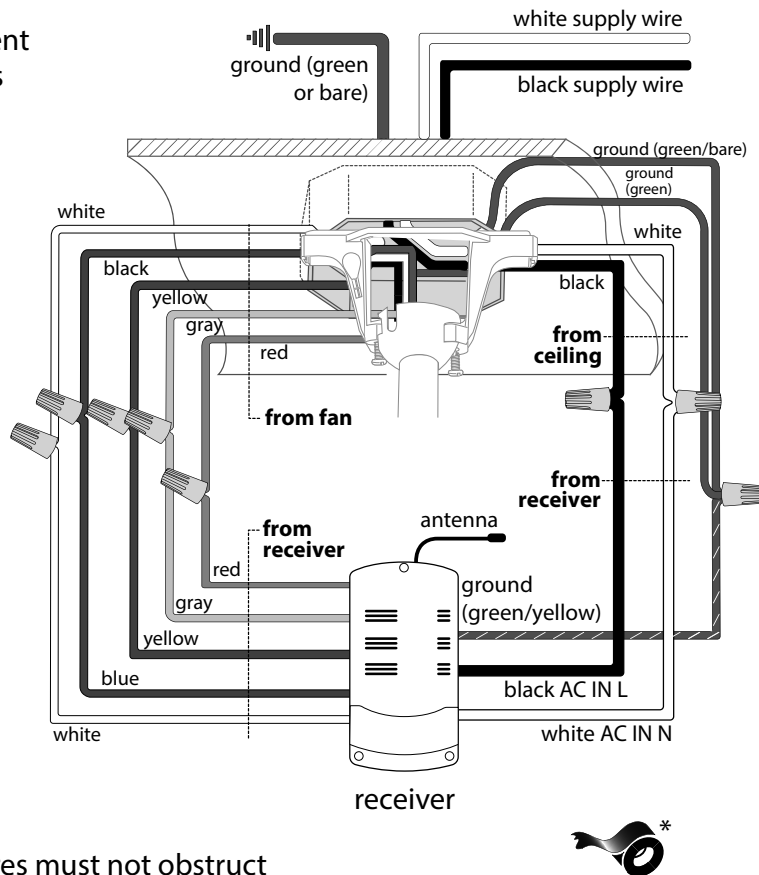 ent
s
white supply wire
ground (green
or bare)
black supply wire
ground (green/bare)
ground
(green)
white
white
black
black
yellow
gray
red
from
ceiling
from fan
from
receiver
from
receiver
antenna
red
ground
(green/yellow)
gray
yellow
blue
black AC IN L
white
white AC IN N
receiver
*
es must not obstruct